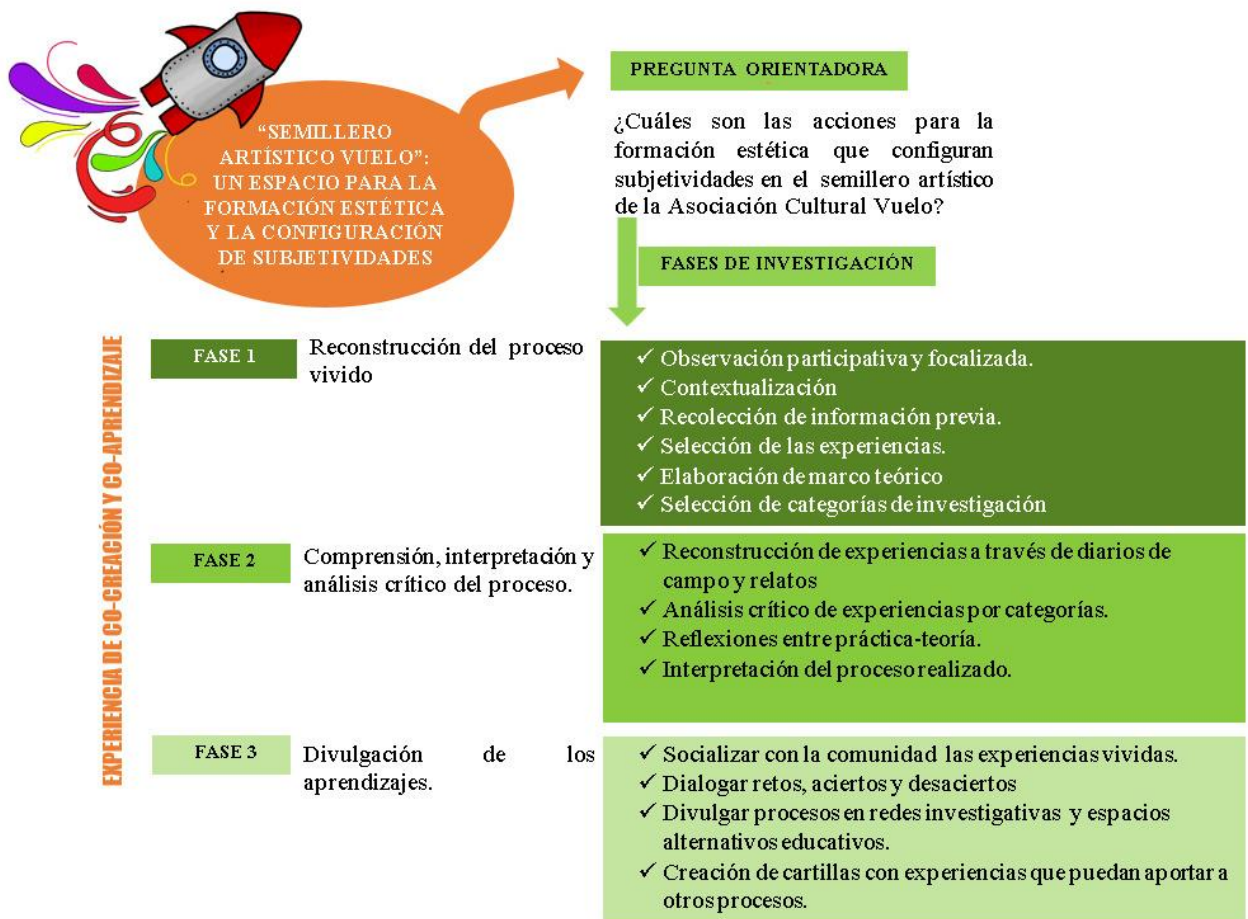 “SEMILLERO
ARTÍSTICO VUELO”:
UN ESPACIO PARA LA
FORMACIÓN ESTÉTICA
Y LA CONFIGURACIÓN
DE SUBJETIVIDADES
PREGUNTA ORIENTADORA
¿Cuáles son las acciones para la
formación estética que configuran
subjetividades en el semillero artístico
de la Asociación Cultural Vuelo?
FASES DE INVESTIGACIÓN
EXPERIENCIA DE CO-CREACIÓN Y CO-APRENDIZAJE
FASE 1
Reconstrucción del proceso
vivido
✓ Observación participativa y focalizada.
✓ Contextualización
✓ Recolección de información previa.
✓ Selección de las experiencias.
✓ Elaboración de marco teórico
✓ Selección de categorías de investigación
FASE 2
Comprensión, interpretación y
análisis crítico del proceso.
✓ Reconstrucción de experiencias a través de diarios de
campo y relatos
✓ Análisis crítico de experiencias por categorías.
✓ Reflexiones entre práctica-teoría.
✓ Interpretación del proceso realizado.
FASE 3
Divulgación de los
aprendizajes.
✓ Socializar con la comunidad las experiencias vividas.
✓ Dialogar retos, aciertos y desaciertos
✓ Divulgar procesos en redes investigativas y espacios
alternativos educativos.
✓ Creación de cartillas con experiencias que puedan aportar a
otros procesos.